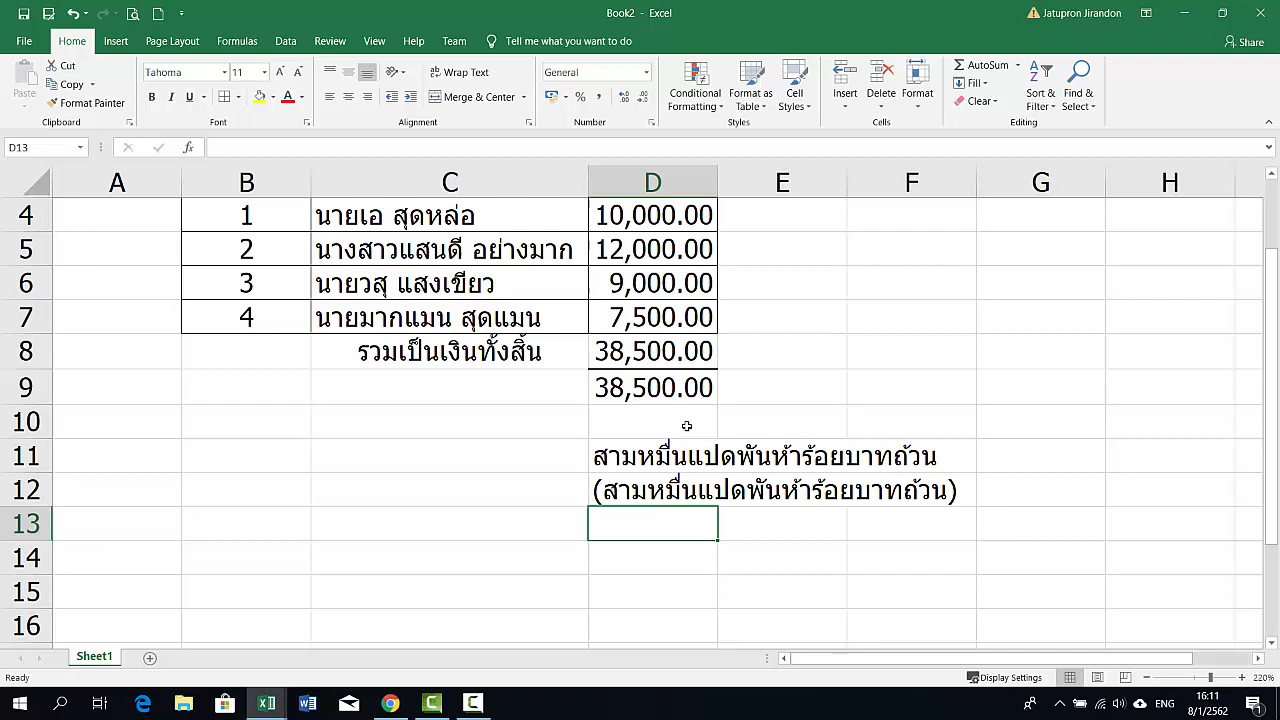 Book2 - Excel
Jatupron Jirandon
File Home Insert Page Layout Formulas Data Review View Help Team Tell me what you want to do Share
Paste
Cut
Copy
Format Painter
Clipboard
Tahoma 11
B I U A
Font
Wrap Text
Merge & Center
Alignment
General
%
Number
Conditional Formatting
Format as Table
Cell Styles
Styles
Insert Delete Format
Cells
AutoSum
Fill
Clear
Sort & Filter
Find & Select
Editing
D13 fx
A B C D E F G H
4 1 นายเอ สุดหล่อ 10,000.00
5 2 นางสาวแสนดี อย่างมาก 12,000.00
6 3 นายวสุ แสงเขียว 9,000.00
7 4 นายมากแมน สุดแมน 7,500.00
8 รวมเป็นเงินทั้งสิ้น 38,500.00
9 38,500.00
10
11 สามหมื่นแปดพันห้าร้อยบาทถ้วน
12 (สามหมื่นแปดพันห้าร้อยบาทถ้วน)
13
14
15
16
Sheet1
Ready Display Settings 220%
ENG 16:11
8/1/2562